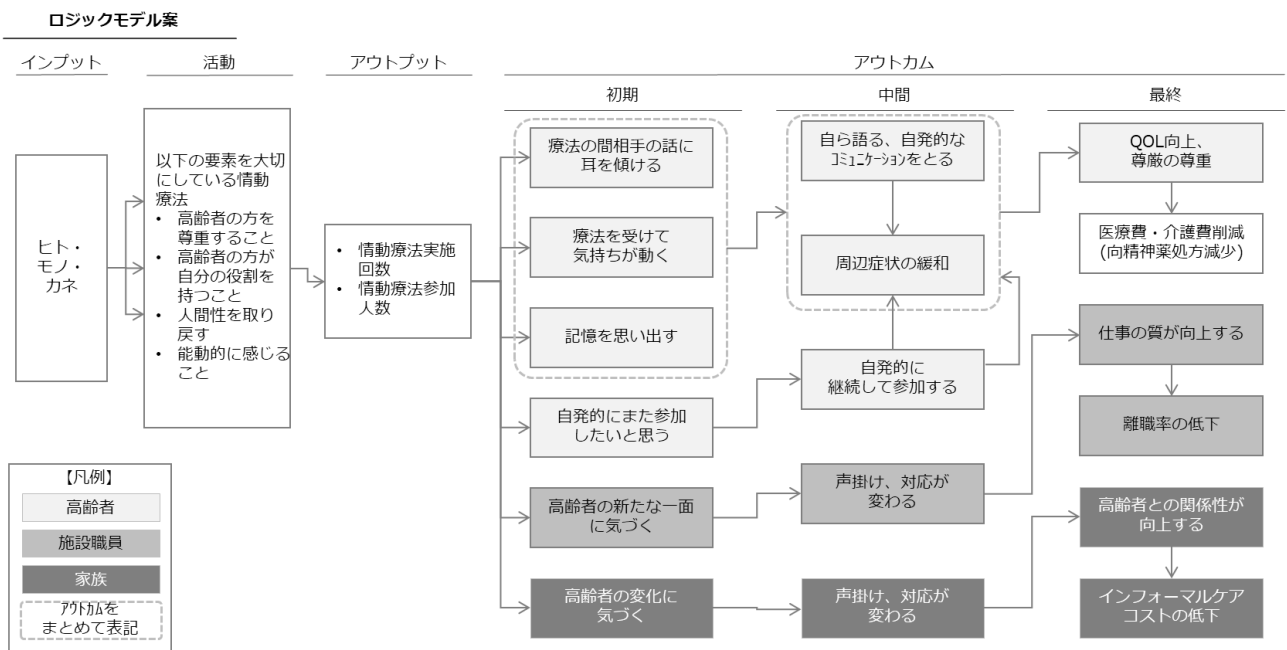 ロジックモデル案
インプット
活動
アウトプット
アウトカム
初期
中間
最終
ヒト・
モノ・
カネ
以下の要素を大切
にしている情動
療法
• 高齢者の方を
尊重すること
• 高齢者の方が
自分の役割を
持つこと
• 人間性を取り
戻す
• 能動的に感じる
こと
• 情動療法実施
回数
• 情動療法参加
人数
療法の間相手の話に
耳を傾ける
療法を受けて
気持ちが動く
記憶を思い出す
自発的にまた参加
したいと思う
高齢者の新たな一面
に気づく
高齢者の変化に
気づく
自ら語る、自発的な
ｺﾐｭﾆｹｰｼｮﾝをとる
周辺症状の緩和
自発的に
継続して参加する
声掛け、対応が
変わる
声掛け、対応が
変わる
QOL向上、
尊厳の尊重
医療費・介護費削減
(向精神薬処方減少)
仕事の質が向上する
離職率の低下
高齢者との関係性が
向上する
インフォーマルケア
コストの低下
【凡例】
高齢者
施設職員
家族
ｱｳﾄｶﾑを
まとめて表記